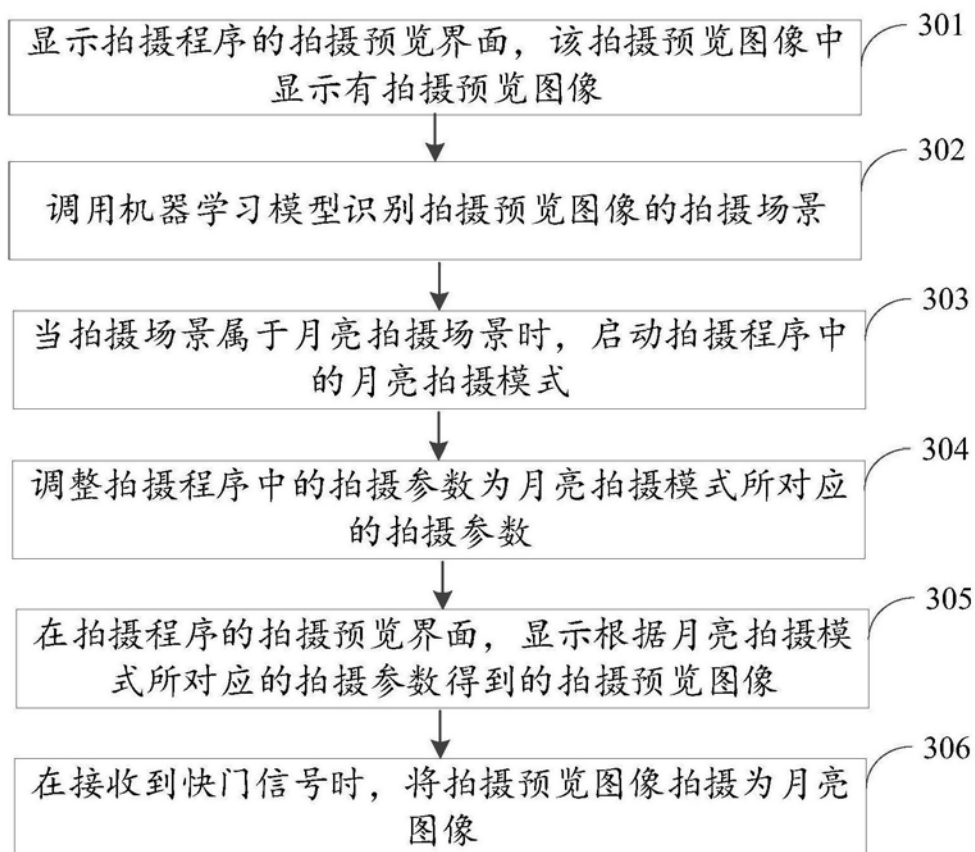 显示拍摄程序的拍摄预览界面，该拍摄预览图像中
显示有拍摄预览图像
301
调用机器学习模型识别拍摄预览图像的拍摄场景
302
当拍摄场景属于月亮拍摄场景时，启动拍摄程序中
的月亮拍摄模式
303
调整拍摄程序中的拍摄参数为月亮拍摄模式所对应
的拍摄参数
304
在拍摄程序的拍摄预览界面，显示根据月亮拍摄模
式所对应的拍摄参数得到的拍摄预览图像
305
在接收到快门信号时，将拍摄预览图像拍摄为月亮
图像
306